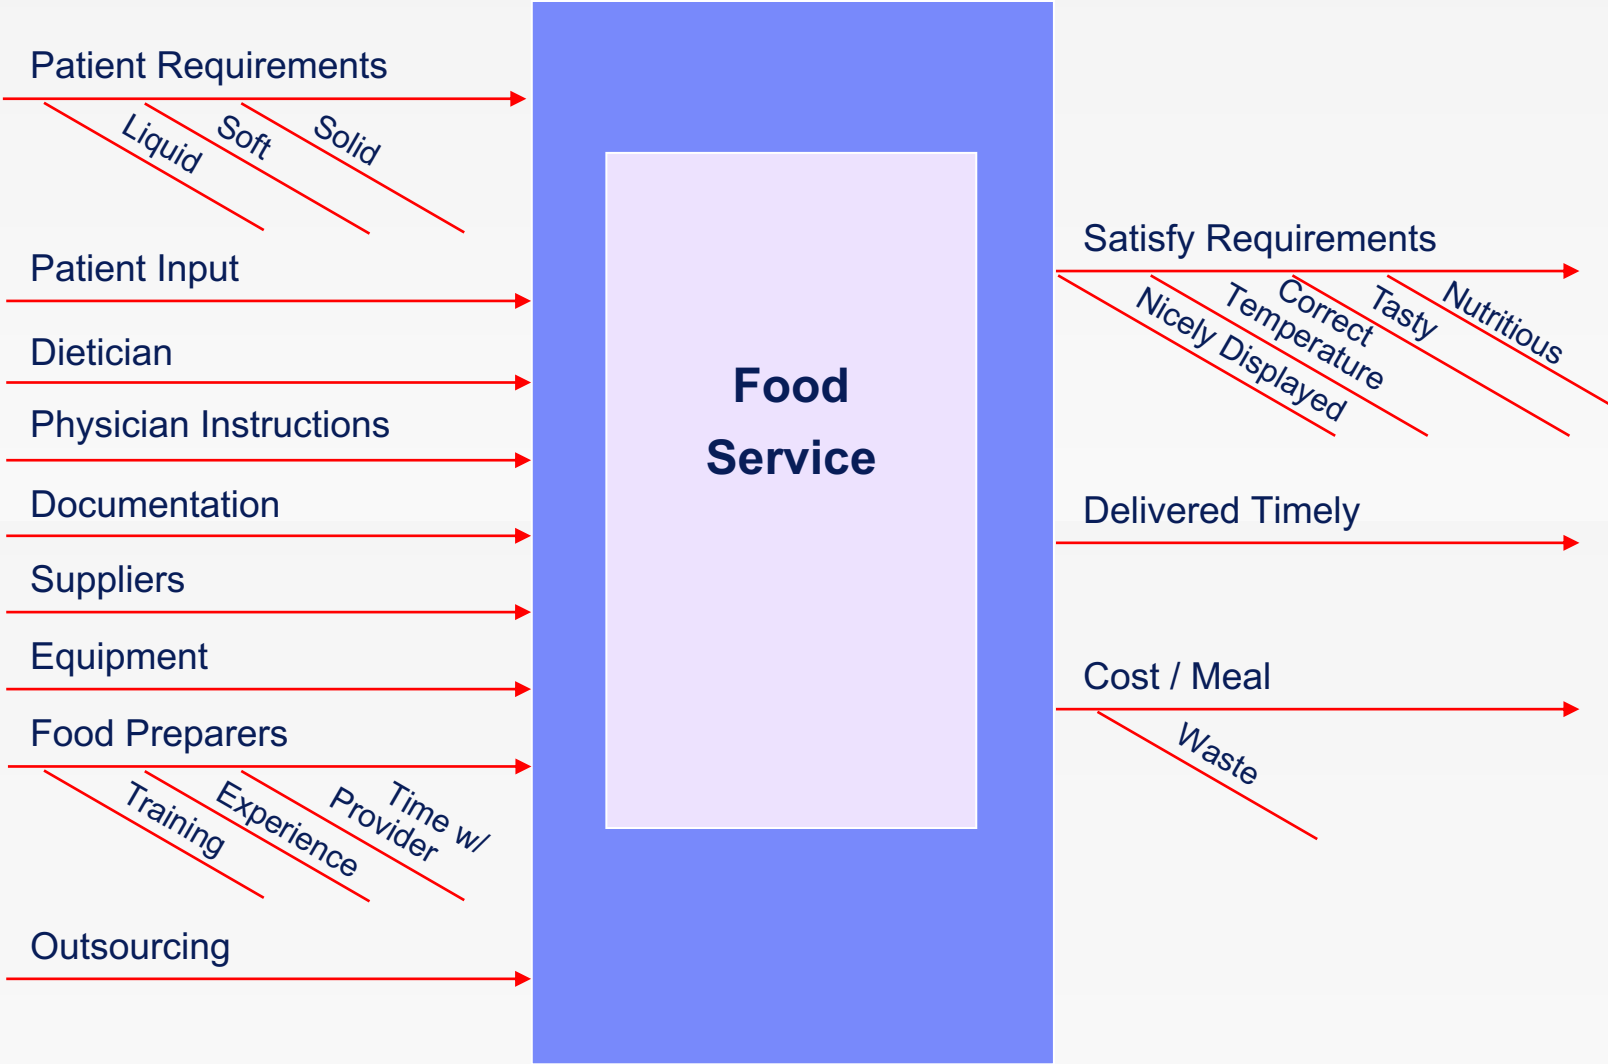 Patient Requirements
Liquid
Soft
Solid
Patient Input
Dietician
Physician Instructions
Documentation
Suppliers
Equipment
Food Preparers
Training
Experience
Time w/
Provider
Outsourcing
Food
Service
Satisfy Requirements
Nicely Displayed
Correct
Temperature
Tasty
Nutritious
Delivered Timely
Cost / Meal
Waste